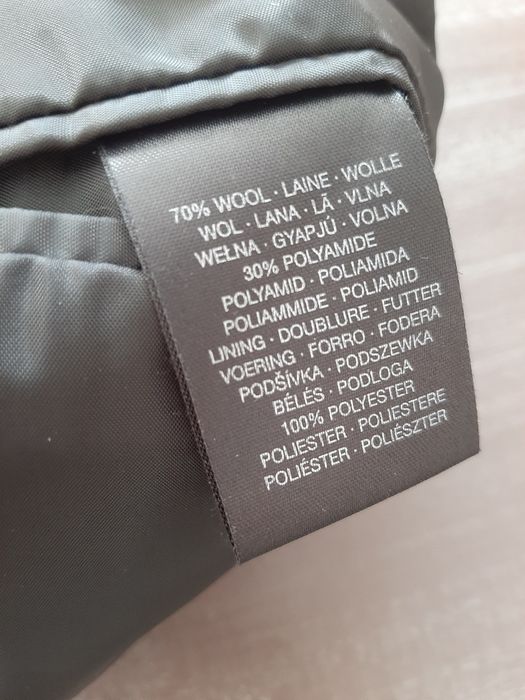 70% WOOL · LAINE · WOLLE
WOL · LANA · LÃ · VLNA
WEŁNA · GYAPJÚ · VOLNA
30% POLYAMIDE
POLYAMID · POLIAMIDA
POLIAMMIDE · POLIAMID
LINING · DOUBLURE · FUTTER
VOERING · FORRO · FODERA
PODŠÍVKA · PODSZEWKA
BÉLÉS · PODLOGA
100% POLYESTER
POLIESTER · POLIESTERE
POLIÉSTER · POLIÉSZTER